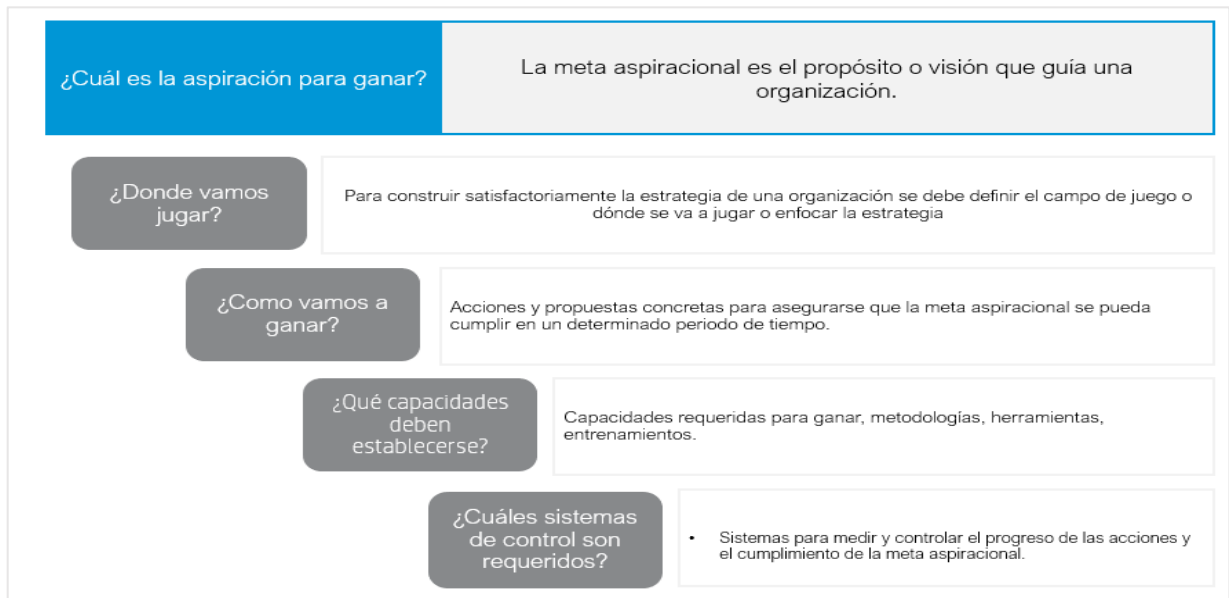 ¿Cuál es la aspiración para ganar?
La meta aspiracional es el propósito o visión que guía una
organización.
¿Donde vamos
jugar?
Para construir satisfactoriamente la estrategia de una organización se debe definir el campo de juego o
dónde se va a jugar o enfocar la estrategia
¿Como vamos a
ganar?
Acciones y propuestas concretas para asegurarse que la meta aspiracional se pueda
cumplir en un determinado periodo de tiempo.
¿Qué capacidades
deben
establecerse?
Capacidades requeridas para ganar, metodologías, herramientas,
entrenamientos.
¿Cuáles sistemas
de control son
requeridos?
• Sistemas para medir y controlar el progreso de las acciones y
el cumplimiento de la meta aspiracional.